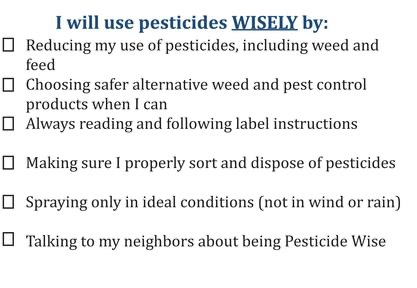 I will use pesticides WISELY by:
☐ Reducing my use of pesticides, including weed and
feed
☐ Choosing safer alternative weed and pest control
products when I can
☐ Always reading and following label instructions
☐ Making sure I properly sort and dispose of pesticides
☐ Spraying only in ideal conditions (not in wind or rain)
☐ Talking to my neighbors about being Pesticide Wise